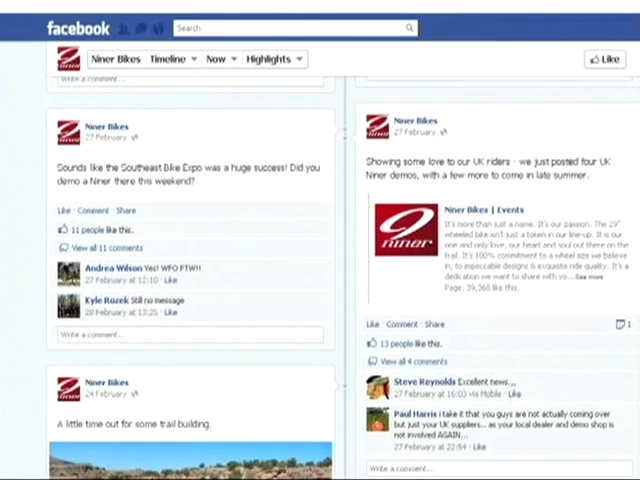 facebook
Search
Niner Bikes Timeline Now Highlights
Like
Write a comment...
Niner Bikes
27 February
Sounds like the Southeast Bike Expo was a huge success! Did you
demo a Niner there this weekend?
Like · Comment · Share
11 people like this.
View all 11 comments
Andrea Wilson Yes! WFO FTW!!
27 February at 12:10 · Like
Kyle Rozek Still no message
28 February at 13:25 · Like
Write a comment...
Niner Bikes
24 February
A little time out for some trail building.
Niner Bikes
27 February
Showing some love to our UK riders - we just posted four UK
Niner demos, with a few more to come in late summer.
niner
Niner Bikes | Events
It's more than just a name. It's our passion. The 29"
wheeled bike isn't just a token in our line-up. It is our
one and only love, our heart and soul out there on the
trail. It's 100% commitment to a wheel size we believe
in, to impeccable designs & exquisite ride quality. It's a
dedication we want to share with yo...See more
Page: 39,368 like this.
Like · Comment · Share
1
13 people like this.
View all 4 comments
Steve Reynolds Excellent news...
27 February at 16:03 via Mobile · Like
Paul Harris i take it that you guys are not actually coming over
but just your UK suppliers.. as your local dealer and demo shop is
not involved AGAIN...
27 February at 22:54 · Like
Write a comment...